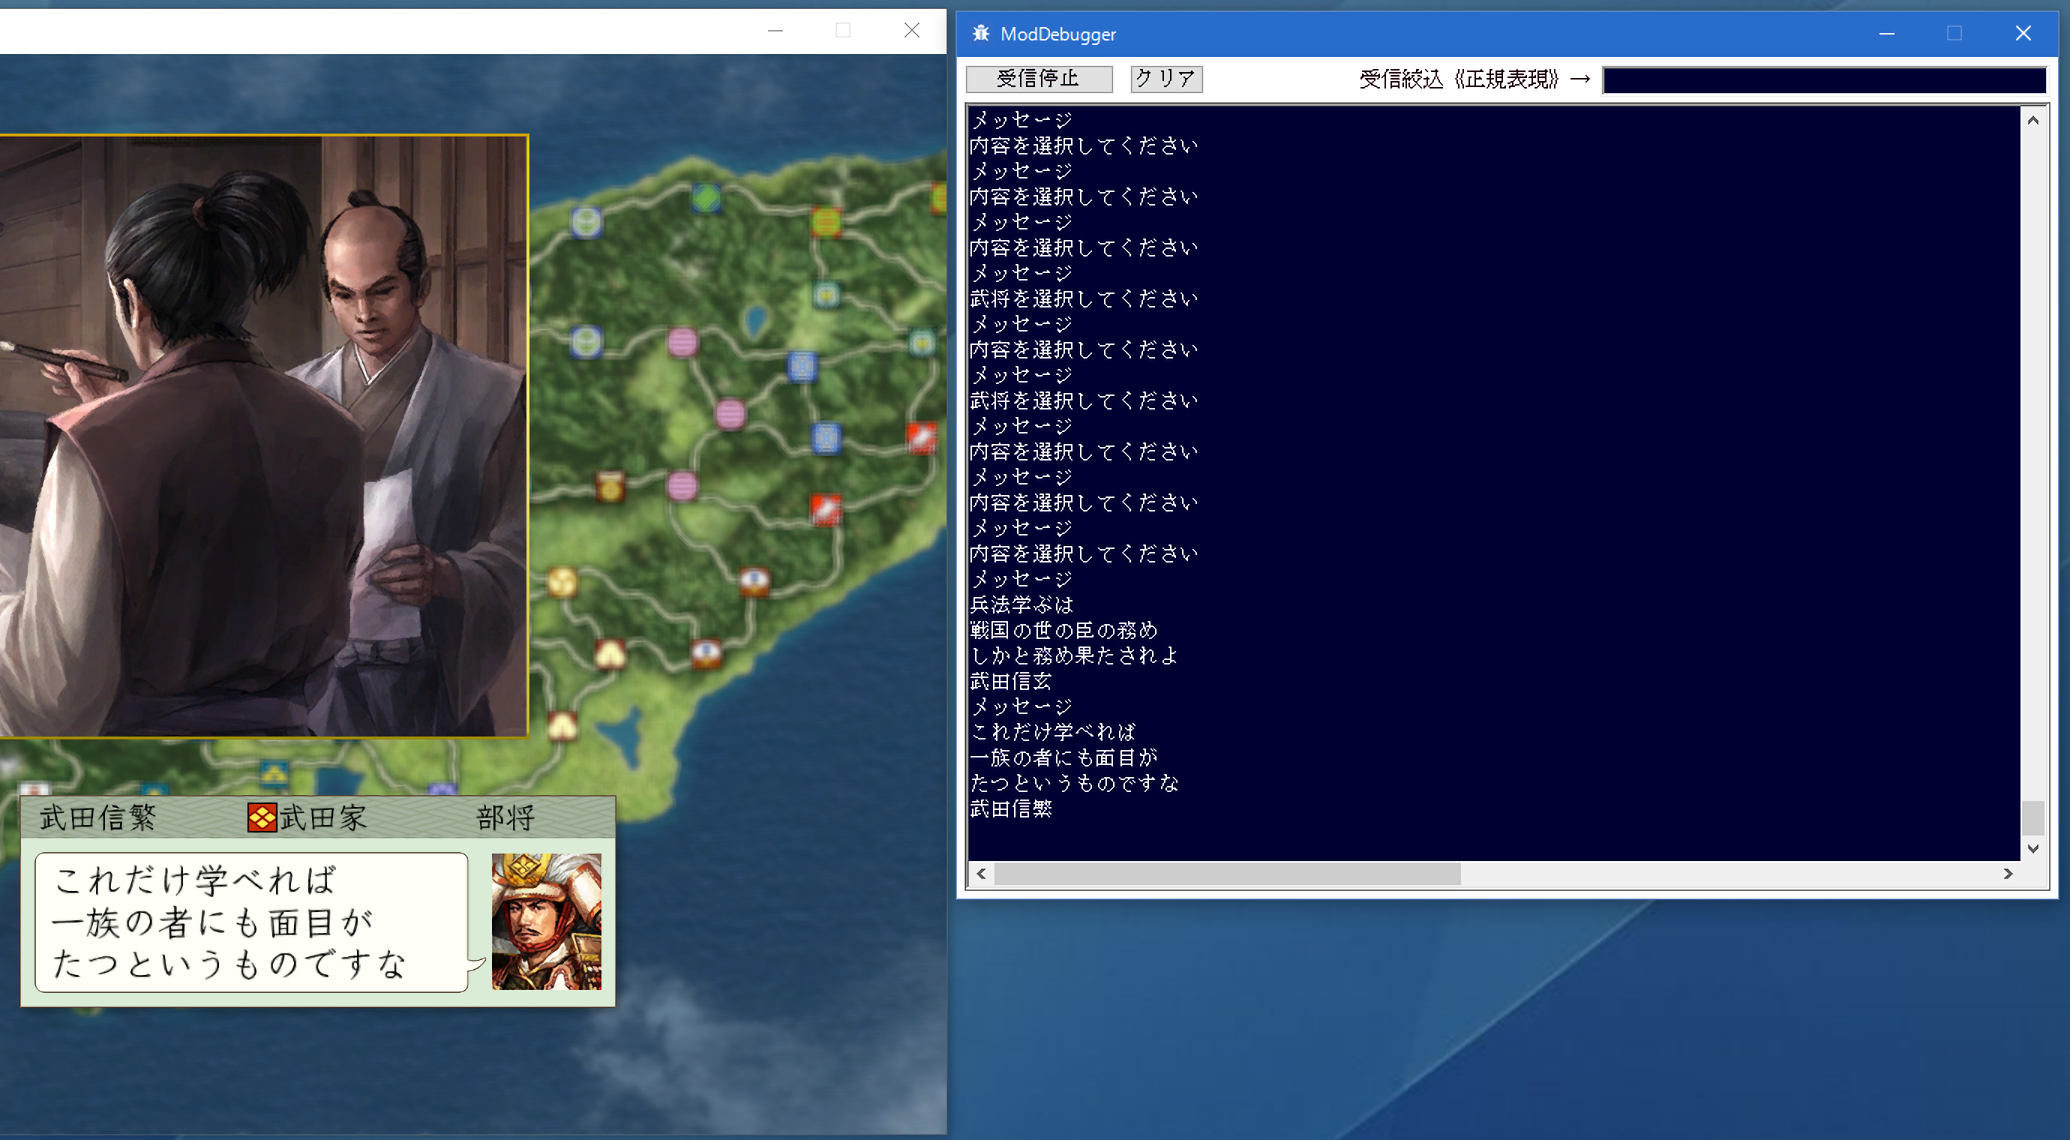 武田信繁 武田家 部将
これだけ学べれば
一族の者にも面目が
たつというものですな
ModDebugger
受信停止 クリア 受信絞込《正規表現》→
メッセージ
内容を選択してください
メッセージ
内容を選択してください
メッセージ
内容を選択してください
メッセージ
武将を選択してください
メッセージ
内容を選択してください
メッセージ
武将を選択してください
メッセージ
内容を選択してください
メッセージ
内容を選択してください
メッセージ
内容を選択してください
メッセージ
兵法学ぶは
戦国の世の臣の務め
しかと務め果たされよ
武田信玄
メッセージ
これだけ学べれば
一族の者にも面目が
たつというものですな
武田信繁